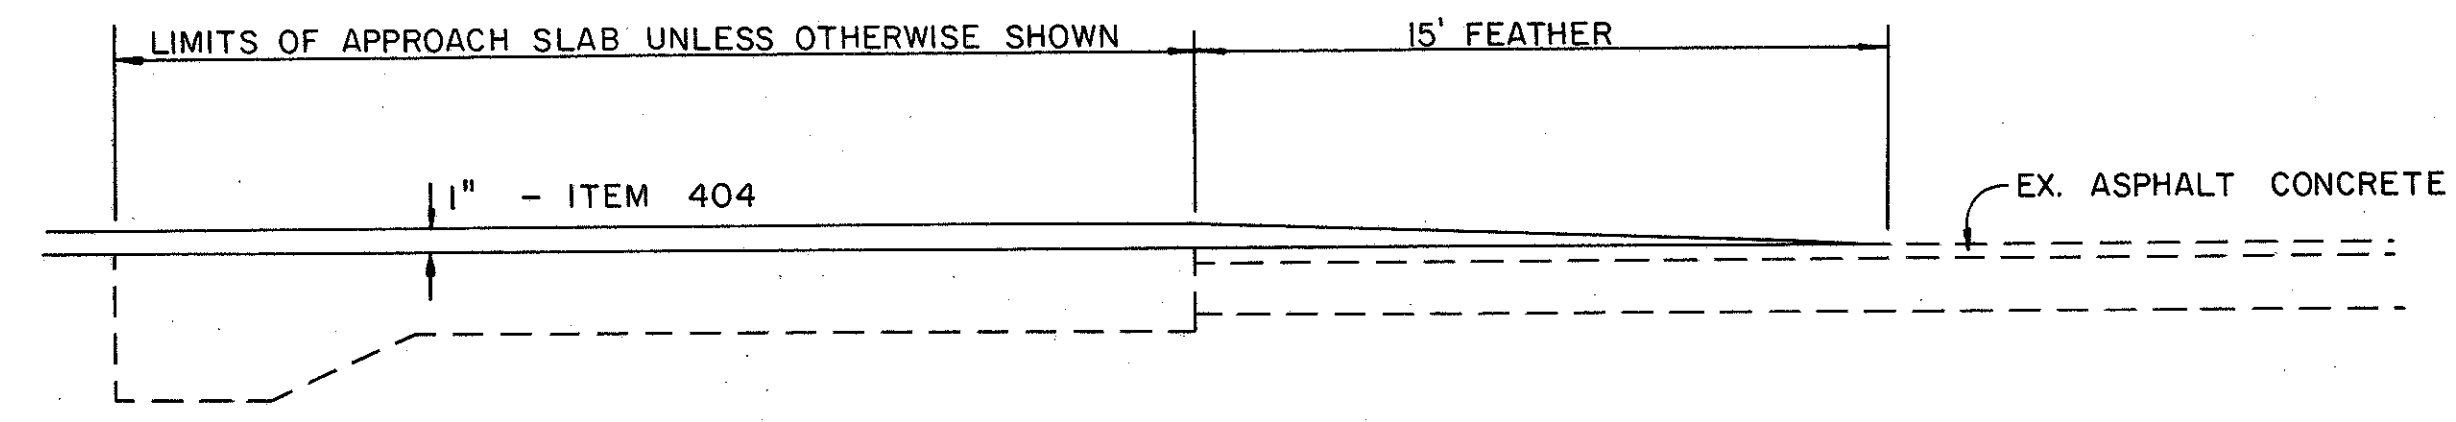 LIMITS OF APPROACH SLAB UNLESS OTHERWISE SHOWN
15' FEATHER
1" - ITEM 404
EX. ASPHALT CONCRETE